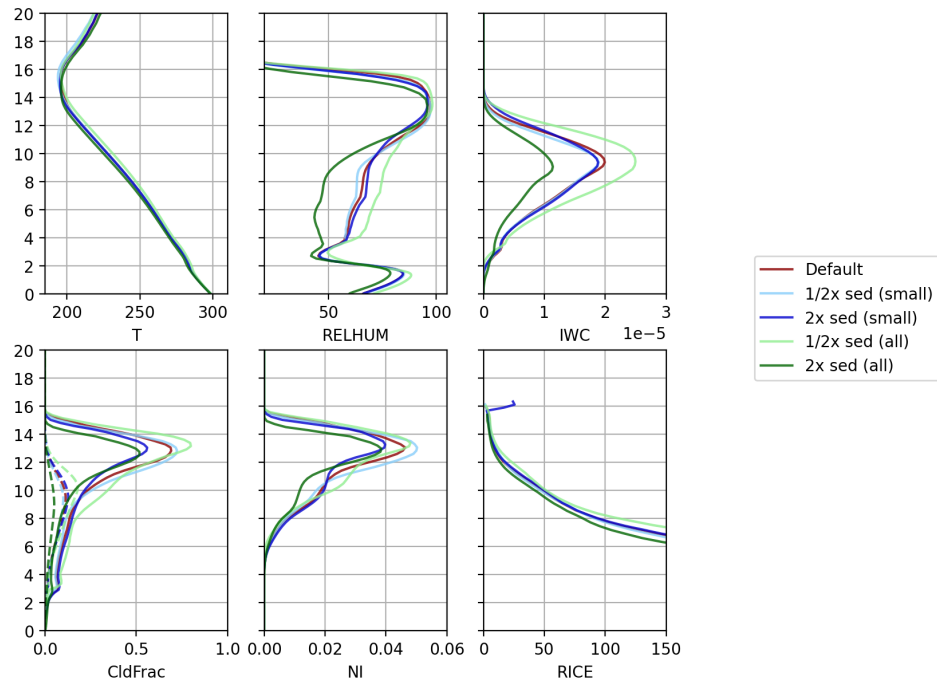 20
18
16
14
12
10
8
6
4
2
0
200 250 300
T
50 100
RELHUM
0 1 2 3
IWC 1e−5
20
18
16
14
12
10
8
6
4
2
0
0.0 0.5 1.0
CldFrac
0.00 0.02 0.04 0.06
NI
0 50 100 150
RICE
Default
1/2x sed (small)
2x sed (small)
1/2x sed (all)
2x sed (all)